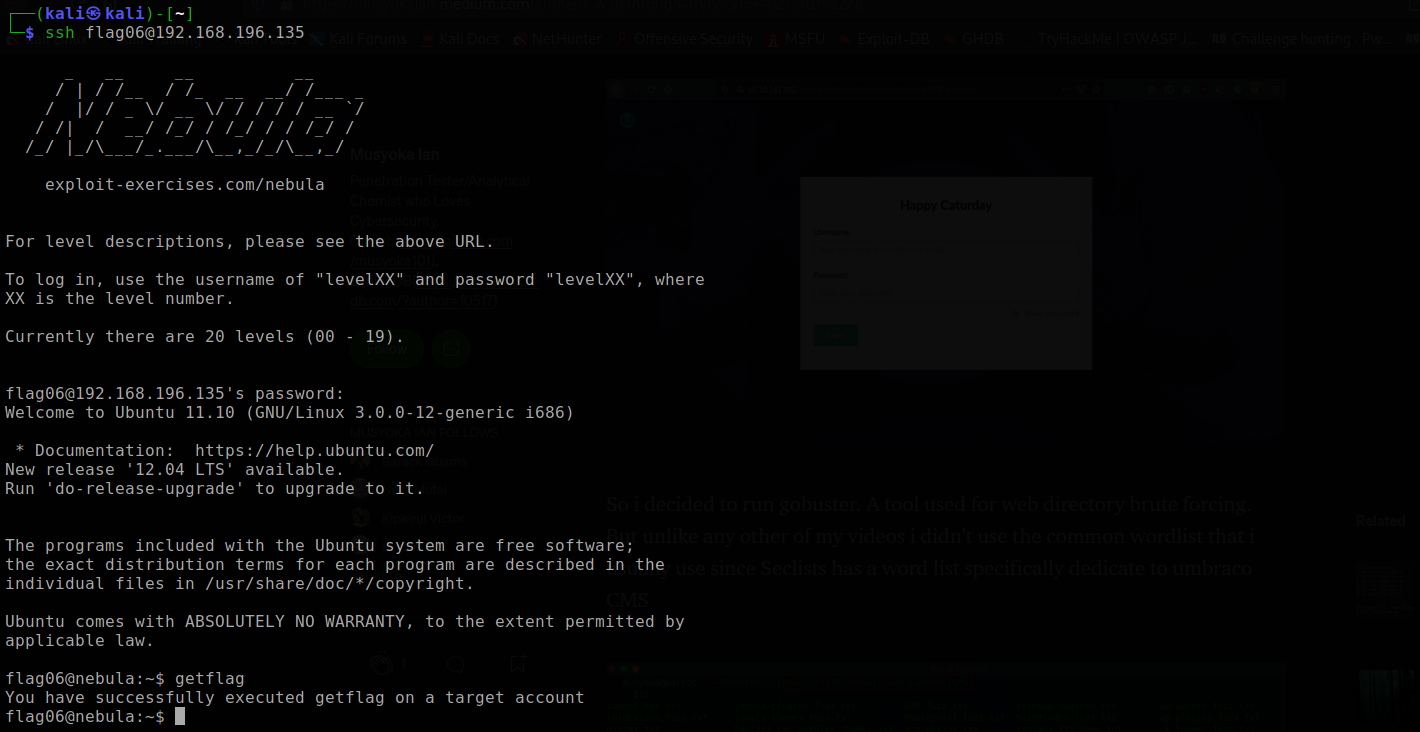 (kali㉿kali)-[~]
$ ssh flag06@192.168.196.135
exploit-exercises.com/nebula
For level descriptions, please see the above URL.
To log in, use the username of "levelXX" and password "levelXX", where
XX is the level number.
Currently there are 20 levels (00 - 19).
flag06@192.168.196.135's password:
Welcome to Ubuntu 11.10 (GNU/Linux 3.0.0-12-generic i686)
* Documentation:  https://help.ubuntu.com/
New release '12.04 LTS' available.
Run 'do-release-upgrade' to upgrade to it.
The programs included with the Ubuntu system are free software;
the exact distribution terms for each program are described in the
individual files in /usr/share/doc/*/copyright.
Ubuntu comes with ABSOLUTELY NO WARRANTY, to the extent permitted by
applicable law.
flag06@nebula:~$ getflag
You have successfully executed getflag on a target account
flag06@nebula:~$
Kali Forums Kali Docs NetHunter Offensive Security MSFU Exploit-DB GHDB TryHackMe | OWASP J... Challenge hunting Pw...
Musyoka Ian
Penetration Tester/Analytical
Chemist who Loves
Cybersecurity
Happy Caturday
So i decided to run gobuster. A tool used for web directory brute forcing.
But unlike any other of my videos i didn't use the common wordlist that i
use since Seclists has a word list specifically dedicate to umbraco
CMS
Related